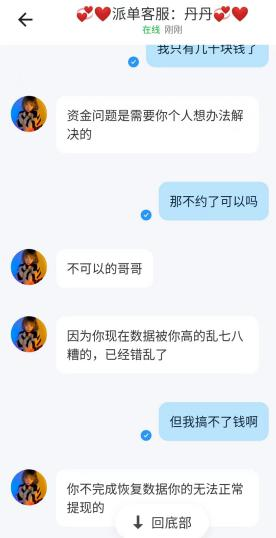 💞❤️派单客服：丹丹💞❤️
在线 刚刚
我只有几十块钱了
资金问题是需要你个人想办法解
决的
那不约了可以吗
不可以的哥哥
因为你现在数据被你高的乱七八
糟的，已经错乱了
但我搞不了钱啊
你不完成恢复数据你的无法正常
提现的
回底部